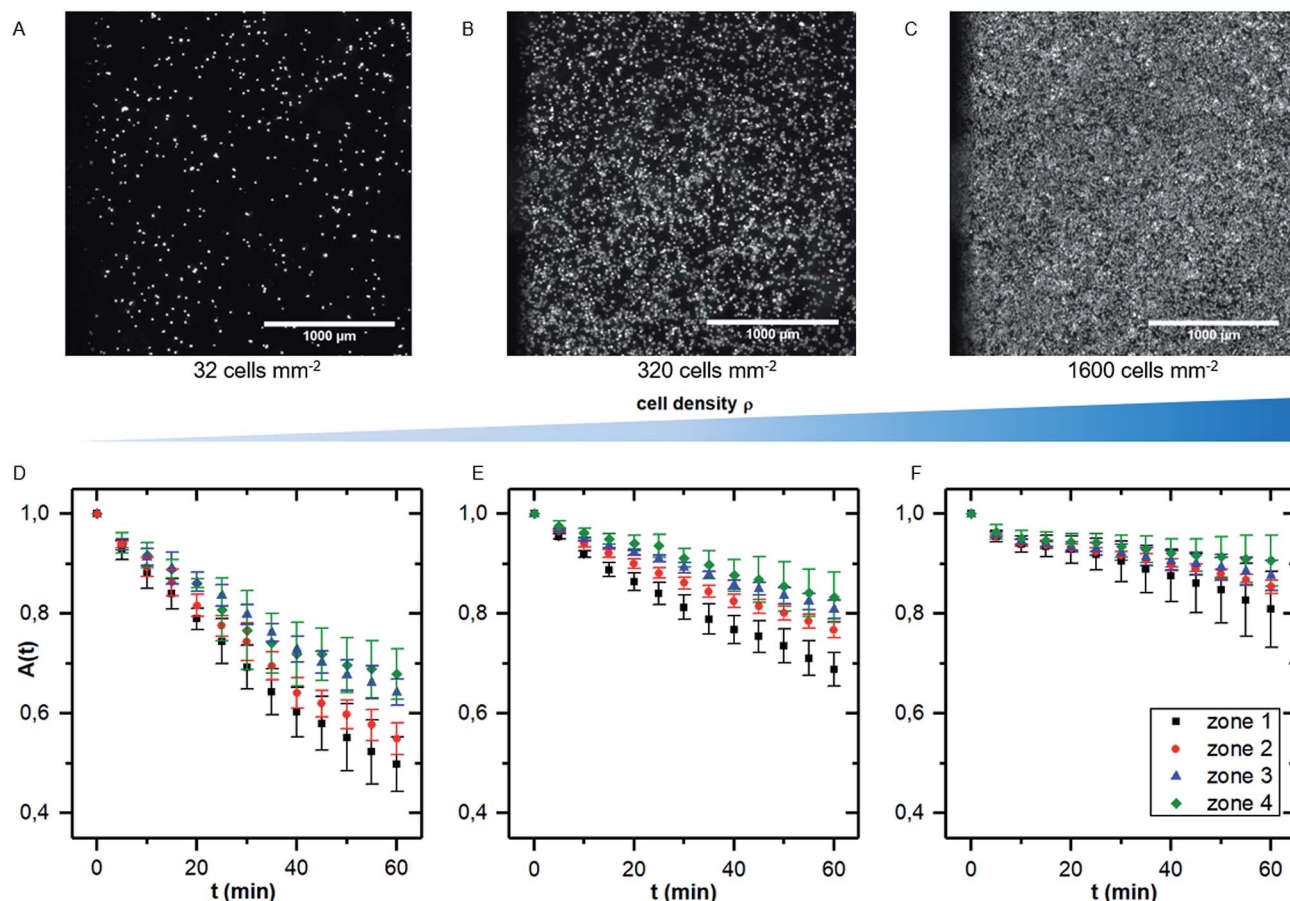 A
B
C
1000 µm
1000 µm
1000 µm
32 cells mm⁻²
320 cells mm⁻²
1600 cells mm⁻²
cell density ρ
D
E
F
1,0
0,8
0,6
0,4
A(t)
0
20
40
60
t (min)
1,0
0,8
0,6
0,4
0
20
40
60
t (min)
1,0
0,8
0,6
0,4
0
20
40
60
t (min)
zone 1
zone 2
zone 3
zone 4